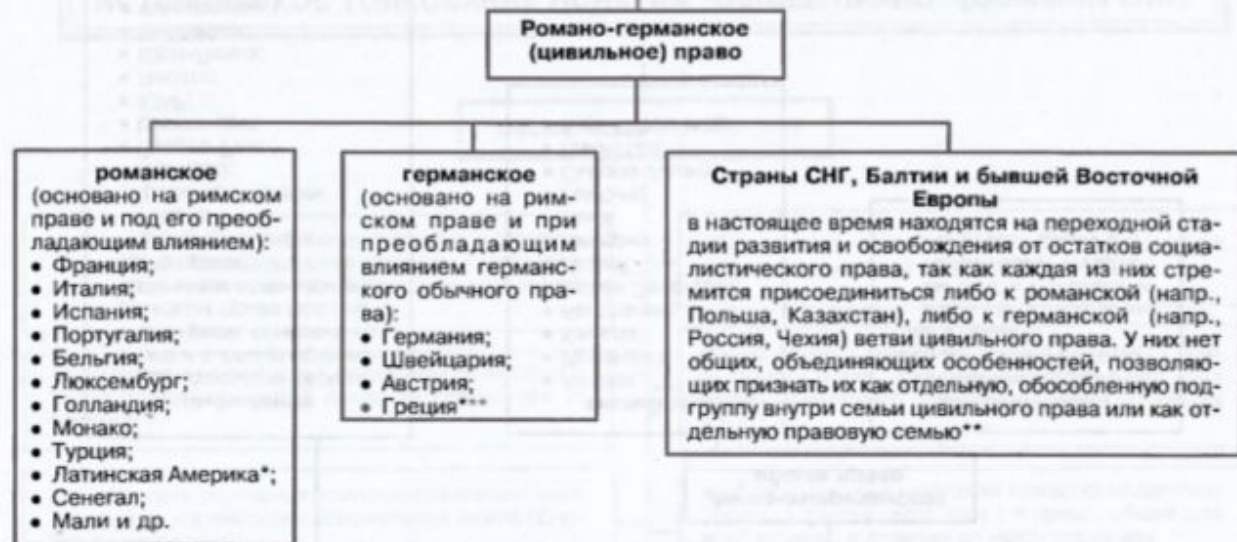 Романо-германское
(цивильное) право
романское
(основано на римском
праве и под его преоб-
ладающим влиянием):
• Франция;
• Италия;
• Испания;
• Португалия;
• Бельгия;
• Люксембург;
• Голландия;
• Монако;
• Турция;
• Латинская Америка*;
• Сенегал;
• Мали и др.
германское
(основано на рим-
ском праве и при
преобладающим
влиянием германс-
кого обычного пра-
ва):
• Германия;
• Швейцария;
• Австрия;
• Греция***
Страны СНГ, Балтии и бывшей Восточной
Европы
в настоящее время находятся на переходной ста-
дии развития и освобождения от остатков социа-
листического права, так как каждая из них стре-
мится присоединиться либо к романской (напр.,
Польша, Казахстан), либо к германской (напр.,
Россия, Чехия) ветви цивильного права. У них нет
общих, объединяющих особенностей, позволяю-
щих признать их как отдельную, обособленную под-
группу внутри семьи цивильного права или как от-
дельную правовую семью**